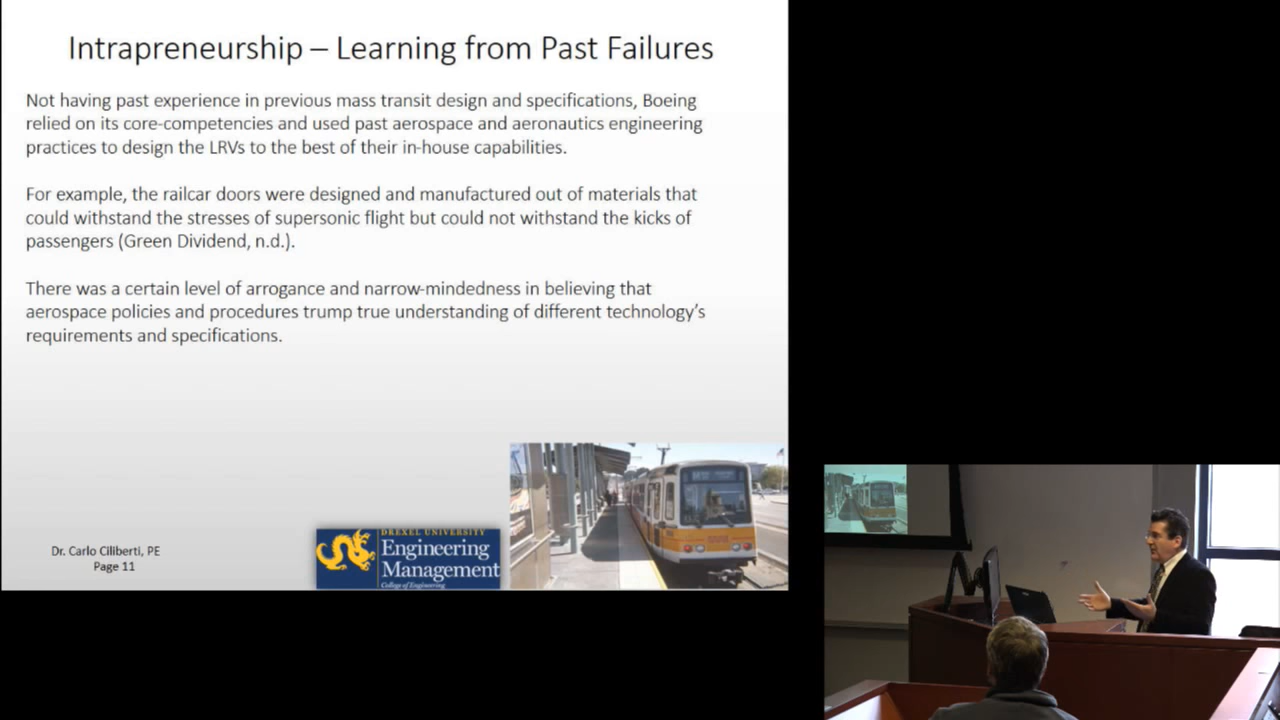 Intrapreneurship – Learning from Past Failures
Not having past experience in previous mass transit design and specifications, Boeing
relied on its core-competencies and used past aerospace and aeronautics engineering
practices to design the LRVs to the best of their in-house capabilities.
For example, the railcar doors were designed and manufactured out of materials that
could withstand the stresses of supersonic flight but could not withstand the kicks of
passengers (Green Dividend, n.d.).
There was a certain level of arrogance and narrow-mindedness in believing that
aerospace policies and procedures trump true understanding of different technology’s
requirements and specifications.
Dr. Carlo Ciliberti, PE
Page 11
DREXEL UNIVERSITY
Engineering
Management
College of Engineering